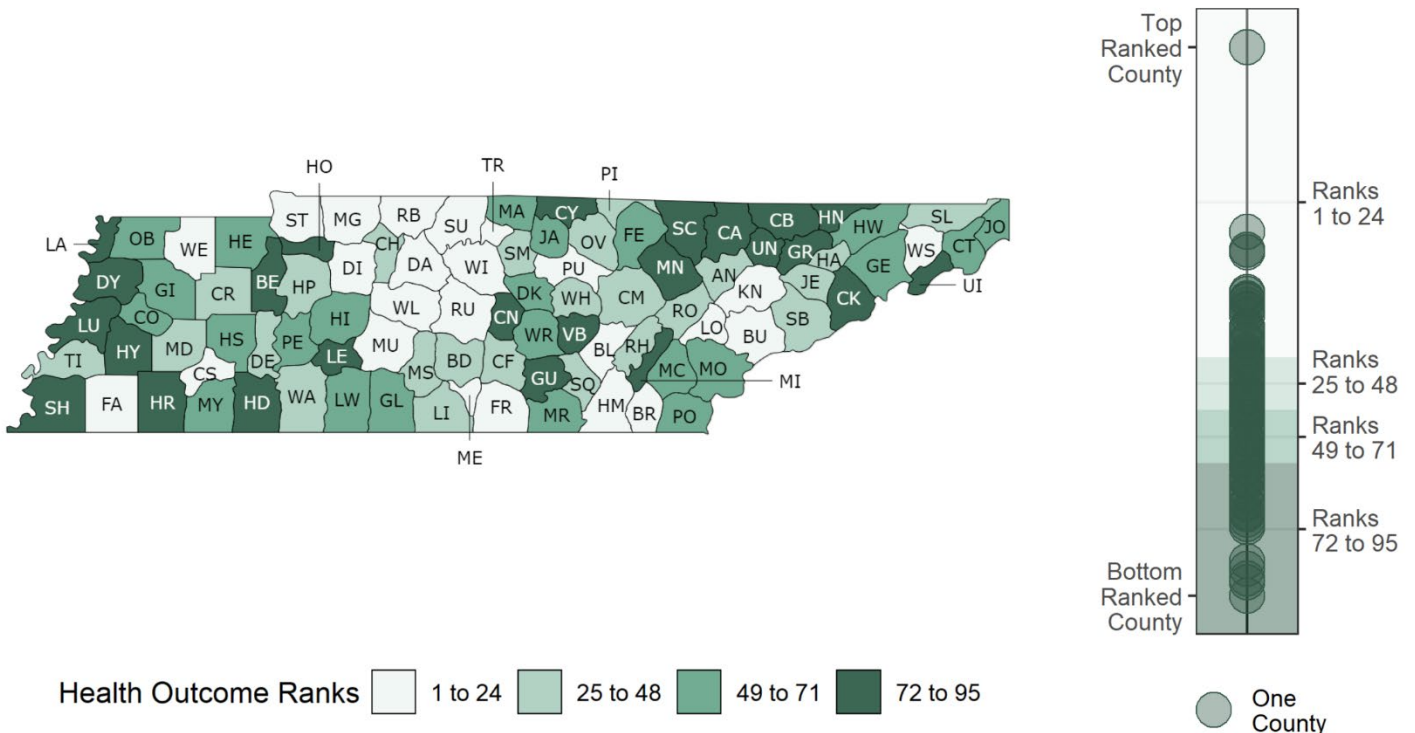 HO
TR
PI
LA
OB
WE
HE
ST
MG
RB
SU
MA
CY
SC
CA
CB
HN
HW
SL
JO
CH
JA
OV
FE
UN
GR
HA
WS
CT
DY
GI
CR
BE
HP
DI
DA
WI
SM
PU
MN
AN
JE
GE
UI
CO
HI
WL
RU
DK
WH
CM
KN
CK
LU
HY
MD
HS
PE
CN
WR
VB
RO
LO
BU
SB
TI
DE
LE
MU
MS
BD
CF
BL
RH
CS
GU
SQ
MC
MO
MI
SH
FA
HR
MY
HD
WA
LW
GL
LI
FR
MR
HM
BR
PO
ME
Health Outcome Ranks
1 to 24
25 to 48
49 to 71
72 to 95
Top
Ranked
County
Ranks
1 to 24
Ranks
25 to 48
Ranks
49 to 71
Ranks
72 to 95
Bottom
Ranked
County
One
County